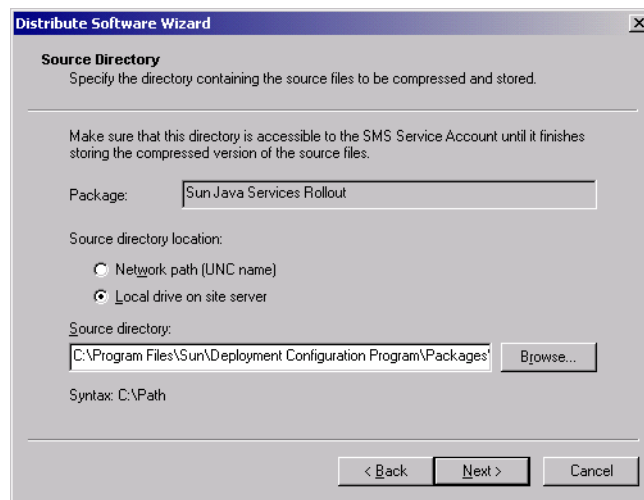 Distribute Software Wizard
Source Directory
Specify the directory containing the source files to be compressed and stored.
Make sure that this directory is accessible to the SMS Service Account until it finishes
storing the compressed version of the source files.
Package: Sun Java Services Rollout
Source directory location:
Network path (UNC name)
Local drive on site server
Source directory:
C:\Program Files\Sun\Deployment Configuration Program\Packages
Browse...
Syntax: C:\Path
< Back Next > Cancel